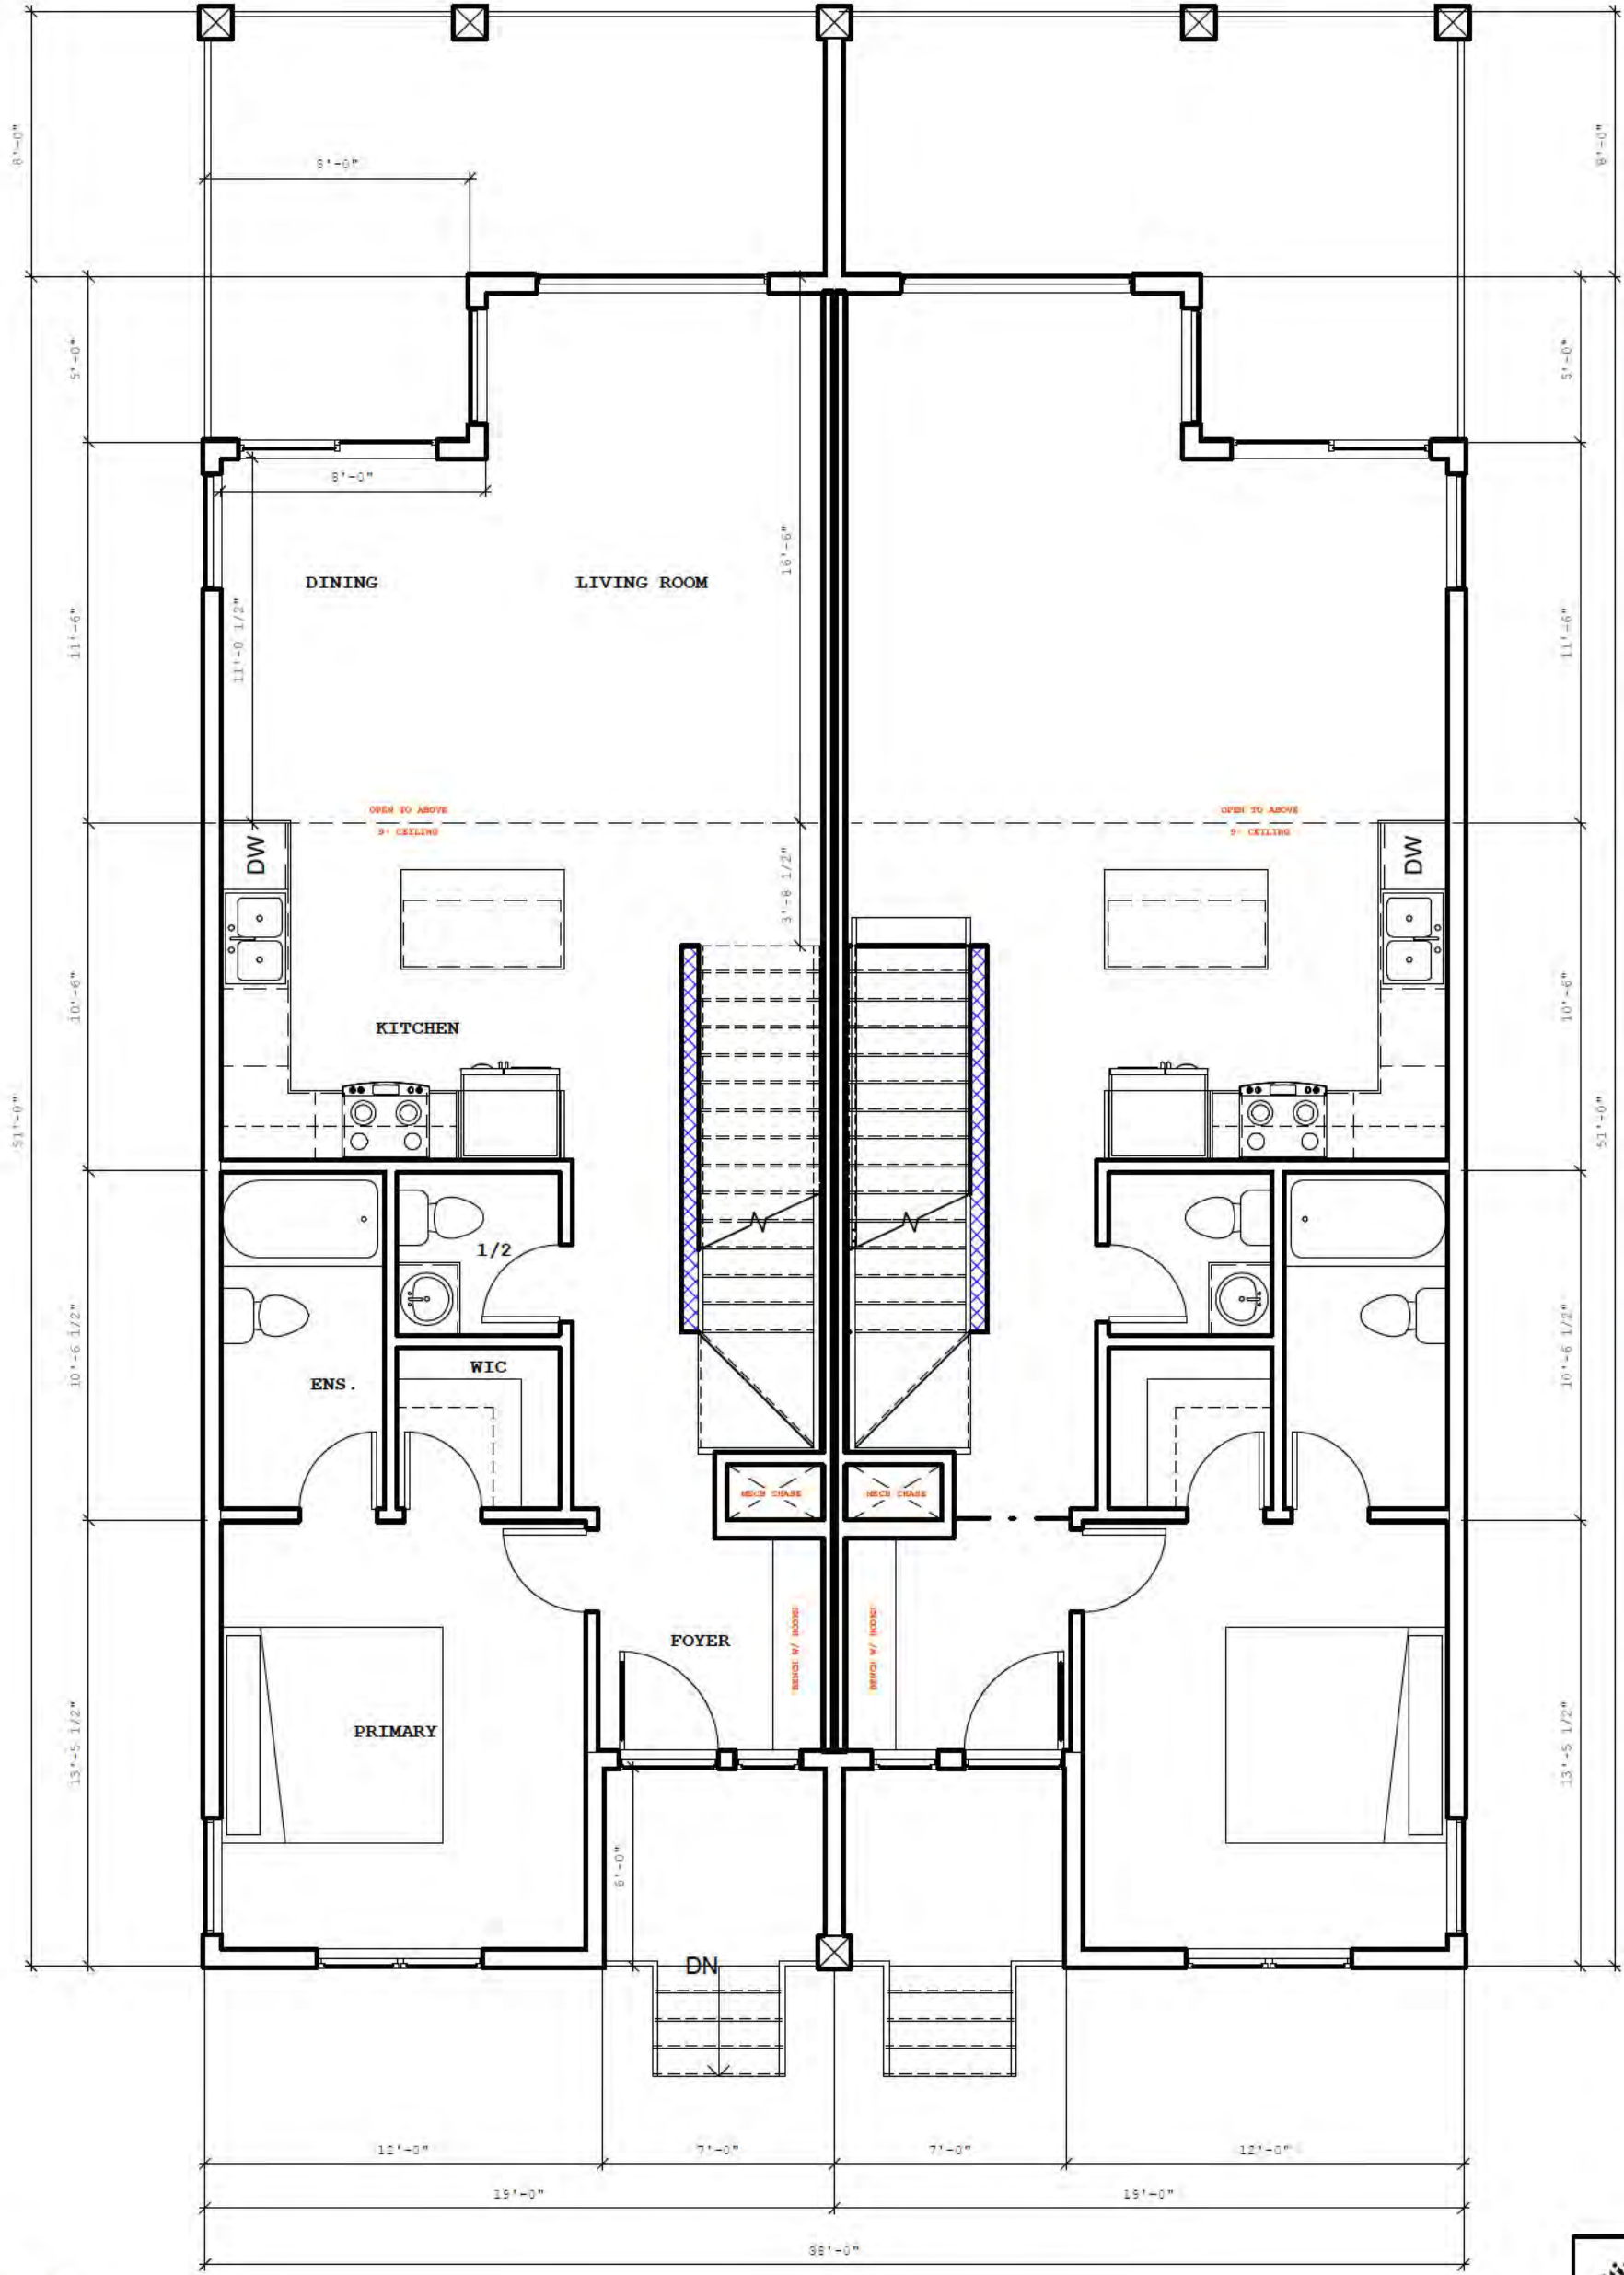 8'-0"
8'-0"
8'-0"
5'-0"
5'-0"
8'-0"
16'-6"
DINING
LIVING ROOM
11'-6"
11'-0 1/2"
11'-6"
OPEN TO ABOVE
9' CEILING
OPEN TO ABOVE
9' CEILING
DW
DW
3'-8 1/2"
10'-6"
10'-6"
KITCHEN
51'-0"
51'-0"
1/2
10'-6 1/2"
10'-6 1/2"
WIC
ENS.
MECH CHASE
MECH CHASE
FOYER
BENCH W/ HOOKS
BENCH W/ HOOKS
PRIMARY
13'-5 1/2"
13'-5 1/2"
6'-0"
DN
12'-0"
7'-0"
7'-0"
12'-0"
19'-0"
19'-0"
38'-0"